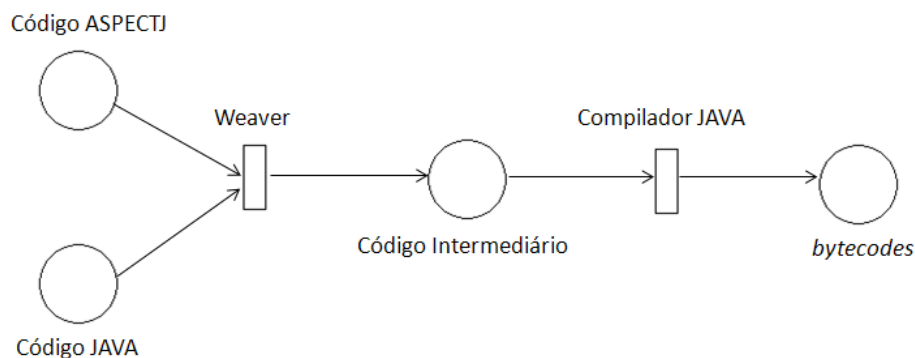 Código ASPECTJ
Weaver
Compilador JAVA
Código Intermediário
bytecodes
Código JAVA